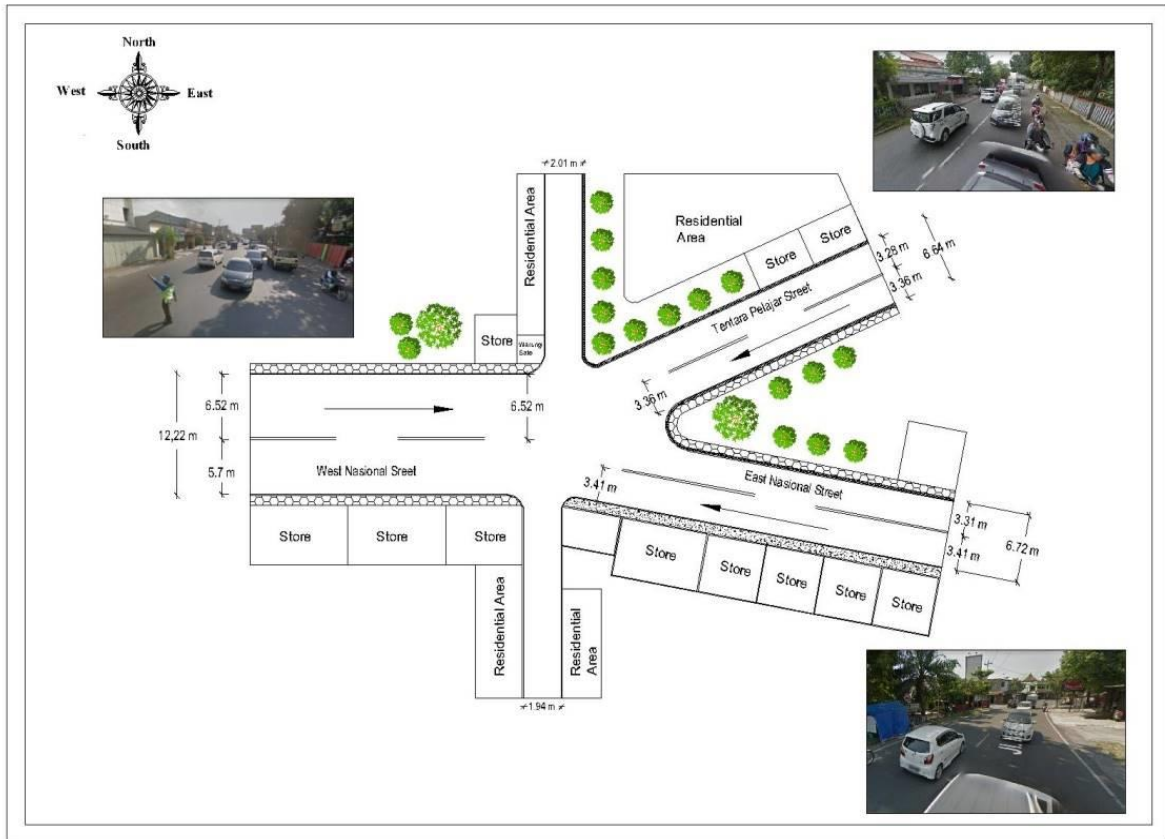 North
West
East
South
2.01 m
Residential Area
Residential
Area
Store
Store
3.28 m
6.64 m
3.36 m
Tentara Pelajar Street
Store
Warung
Sate
3.36 m
6.52 m
6.52 m
12,22 m
5.7 m
West Nasional Sreet
East Nasional Street
3.41 m
3.31 m
6.72 m
3.41 m
Store
Store
Store
Store
Store
Store
Store
Store
Residential Area
Residential
Area
1.94 m